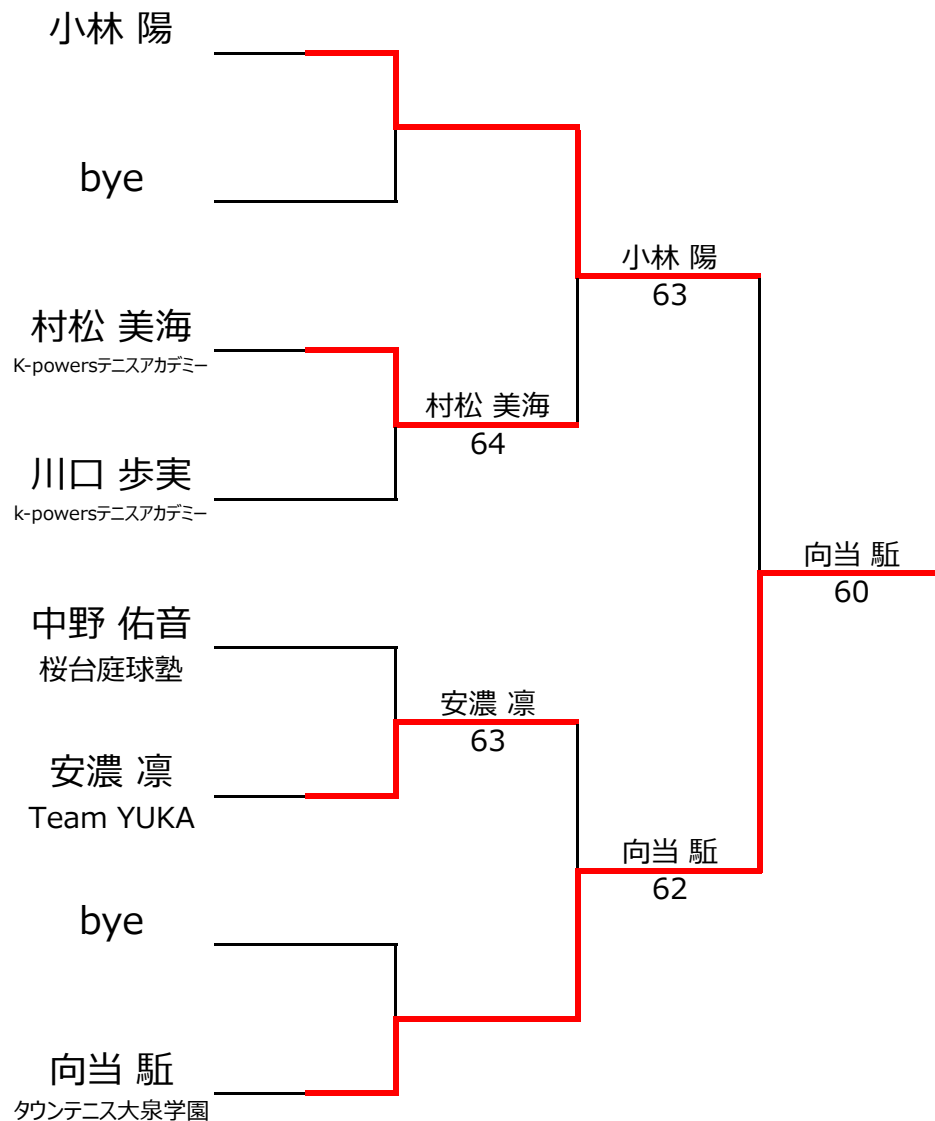 小林 陽
bye
村松 美海
K-powersテニスアカデミー
川口 歩実
k-powersテニスアカデミー
中野 佑音
桜台庭球塾
安濃 凛
Team YUKA
bye
向当 駈
タウンテニス大泉学園
村松 美海
64
安濃 凛
63
小林 陽
63
向当 駈
62
向当 駈
60